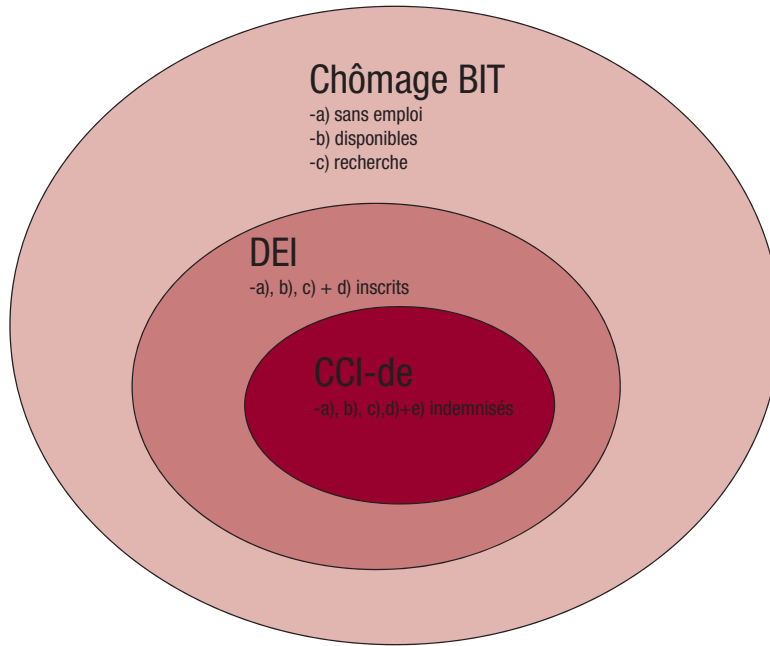 Chômage BIT
-a) sans emploi
-b) disponibles
-c) recherche
DEI
-a), b), c) + d) inscrits
CCI-de
-a), b), c),d)+e) indemnisés